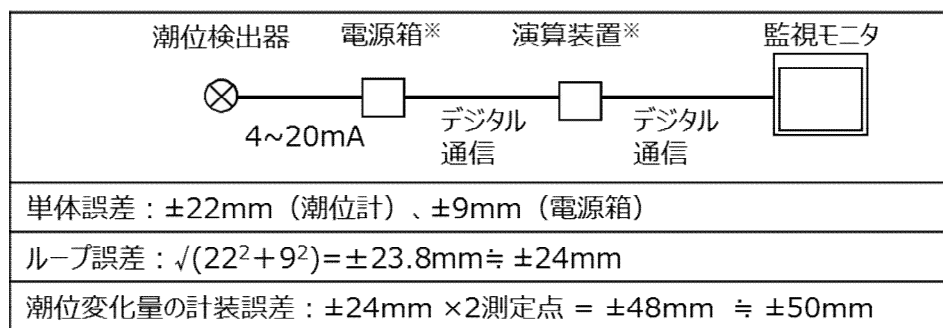 潮位検出器 電源箱※ 演算装置※ 監視モニタ
4~20mA デジタル通信 デジタル通信
単体誤差：±22mm（潮位計）、±9mm（電源箱）
ループ誤差：√(22²＋9²)=±23.8mm≒ ±24mm
潮位変化量の計装誤差：±24mm ×2測定点 = ±48mm ≒ ±50mm